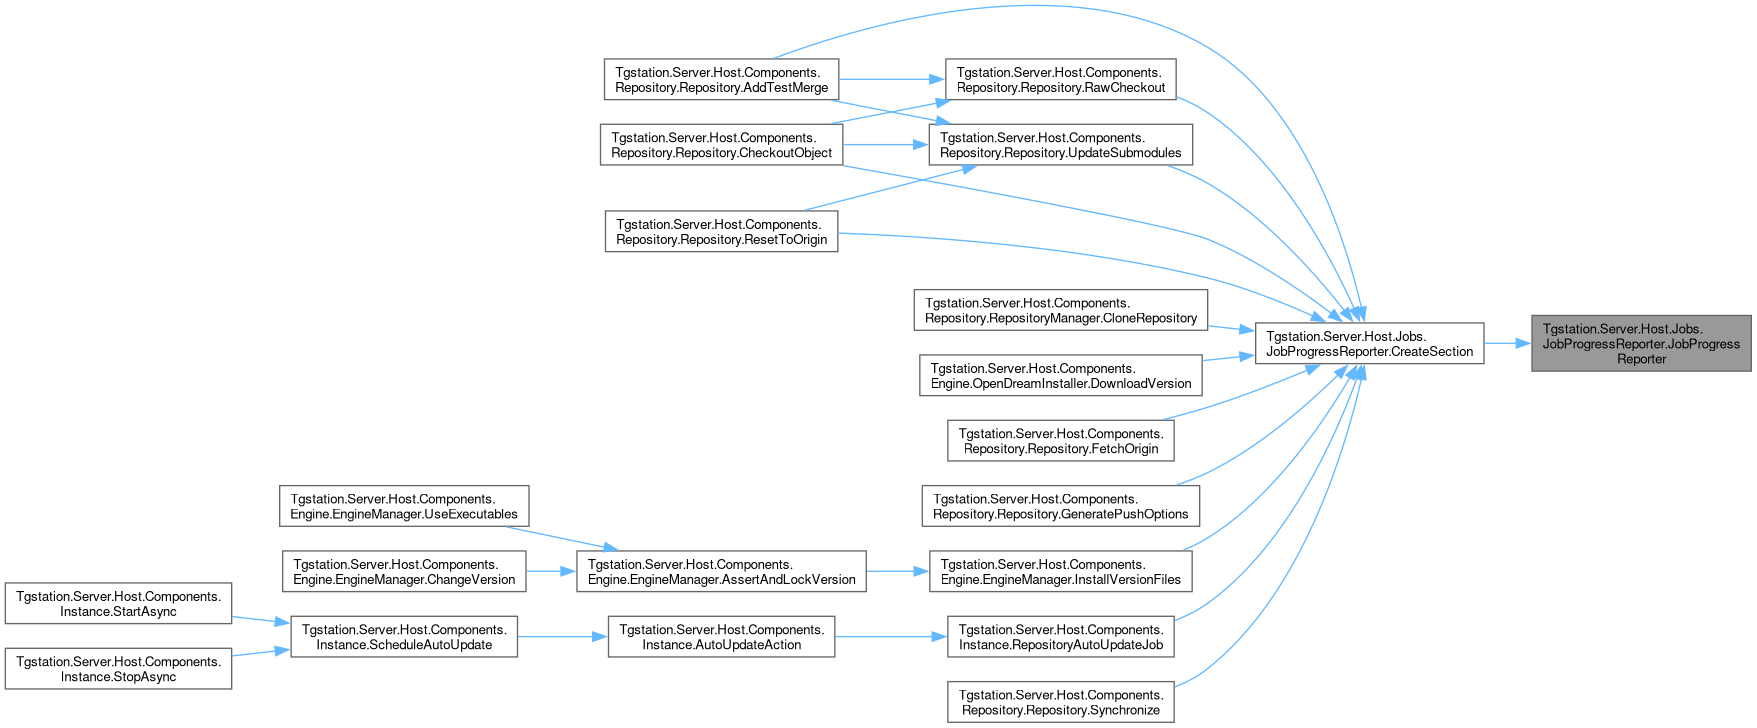 Tgstation.Server.Host.Components.
Repository.Repository.AddTestMerge
Tgstation.Server.Host.Components.
Repository.Repository.RawCheckout
Tgstation.Server.Host.Components.
Repository.Repository.CheckoutObject
Tgstation.Server.Host.Components.
Repository.Repository.UpdateSubmodules
Tgstation.Server.Host.Components.
Repository.Repository.ResetToOrigin
Tgstation.Server.Host.Components.
Repository.RepositoryManager.CloneRepository
Tgstation.Server.Host.Jobs.
JobProgressReporter.CreateSection
Tgstation.Server.Host.Jobs.
JobProgressReporter.JobProgress
Reporter
Tgstation.Server.Host.Components.
Engine.OpenDreamInstaller.DownloadVersion
Tgstation.Server.Host.Components.
Repository.Repository.FetchOrigin
Tgstation.Server.Host.Components.
Repository.Repository.GeneratePushOptions
Tgstation.Server.Host.Components.
Engine.EngineManager.UseExecutables
Tgstation.Server.Host.Components.
Engine.EngineManager.ChangeVersion
Tgstation.Server.Host.Components.
Engine.EngineManager.AssertAndLockVersion
Tgstation.Server.Host.Components.
Engine.EngineManager.InstallVersionFiles
Tgstation.Server.Host.Components.
Instance.StartAsync
Tgstation.Server.Host.Components.
Instance.ScheduleAutoUpdate
Tgstation.Server.Host.Components.
Instance.AutoUpdateAction
Tgstation.Server.Host.Components.
Instance.RepositoryAutoUpdateJob
Tgstation.Server.Host.Components.
Instance.StopAsync
Tgstation.Server.Host.Components.
Repository.Repository.Synchronize